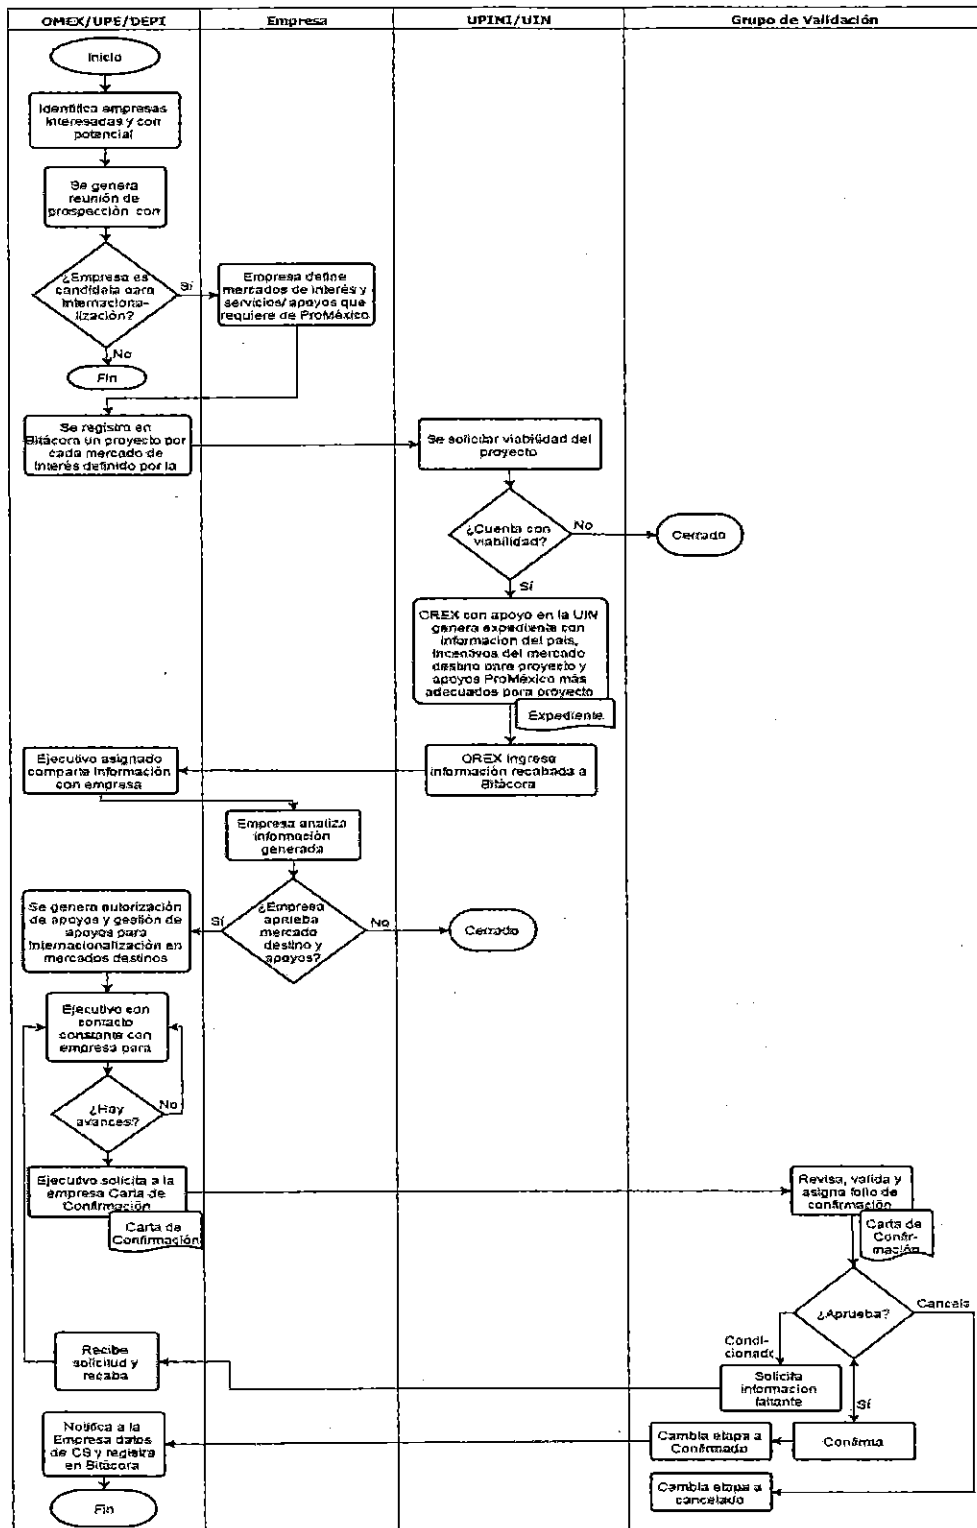 OMEX/UPE/DEPI
Empresa
UPINI/UIN
Grupo de Validación
Inicio
Identifica empresas
interesadas y con
potencial
Se genera
reunión de
prospección con
¿Empresa es
candidata para
internaciona-
lización?
Sí
No
Fin
Empresa define
mercados de interés y
servicios/ apoyos que
requiere de ProMéxico
Se registra en
Bitácora un proyecto por
cada mercado de
interés definido por la
Se solicitar viabilidad del
proyecto
¿Cuenta con
viabilidad?
No
Cerrado
Sí
OREX con apoyo en la UIN
genera expediente con
informacion del país,
incentivos del mercado
destino para proyecto y
apoyos ProMéxico más
adecuados para proyecto
Expediente
OREX ingresa
información recabada a
Bitácora
Ejecutivo asignado
comparte información
con empresa
Empresa analiza
información
generada
¿Empresa
aprueba
mercado
destino y
apoyos?
Sí
No
Cerrado
Se genera autorización
de apoyos y gestión de
apoyos para
internacionalización en
mercados destinos
Ejecutivo con
contacto
constante con
empresa para
¿Hay
avances?
No
Ejecutivo solicita a la
empresa Carta de
Confirmación
Carta de
Confirmación
Revisa, valida y
asigna folio de
confirmación
Carta de
Confir-
mación
¿Aprueba?
Cancela
Condi-
cionado
Sí
Solicita
informacion
faltante
Recibe
solicitud y
recaba
Confirma
Cambia etapa a
Confirmado
Notifica a la
Empresa datos
de CS y registra
en Bitácora
Cambia etapa a
cancelado
Fin